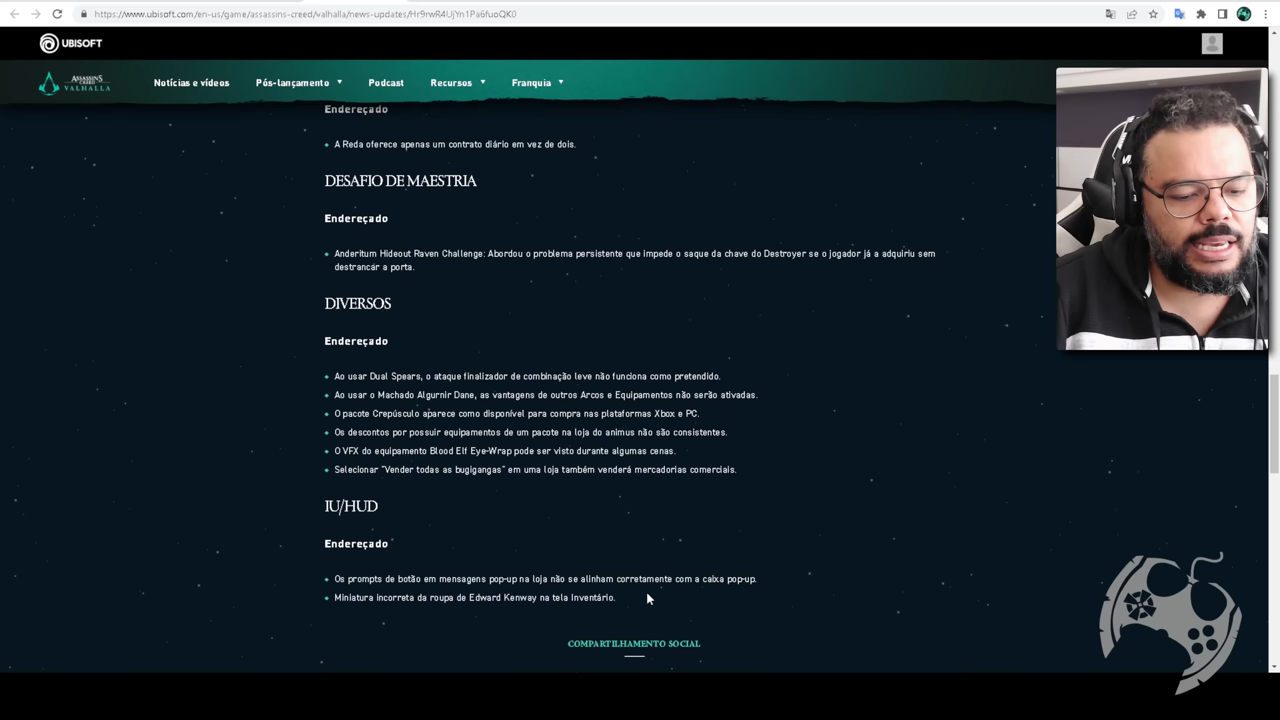 https://www.ubisoft.com/en-us/game/assassins-creed/valhalla/news-updates/Hr9rwR4UjYn1Pa6fuoQK0
UBISOFT
ASSASSIN'S CREED VALHALLA
Notícias e vídeos
Pós-lançamento
Podcast
Recursos
Franquia
Endereçado
A Reda oferece apenas um contrato diário em vez de dois.
DESAFIO DE MAESTRIA
Endereçado
Anderitum Hideout Raven Challenge: Abordou o problema persistente que impede o saque da chave do Destroyer se o jogador já a adquiriu sem
destrancar a porta.
DIVERSOS
Endereçado
Ao usar Dual Spears, o ataque finalizador de combinação leve não funciona como pretendido.
Ao usar o Machado Algurnir Dane, as vantagens de outros Arcos e Equipamentos não serão ativadas.
O pacote Crepúsculo aparece como disponível para compra nas plataformas Xbox e PC.
Os descontos por possuir equipamentos de um pacote na loja do animus não são consistentes.
O VFX do equipamento Blood Elf Eye-Wrap pode ser visto durante algumas cenas.
Selecionar "Vender todas as bugigangas" em uma loja também venderá mercadorias comerciais.
IU/HUD
Endereçado
Os prompts de botão em mensagens pop-up na loja não se alinham corretamente com a caixa pop-up.
Miniatura incorreta da roupa de Edward Kenway na tela Inventário.
COMPARTILHAMENTO SOCIAL